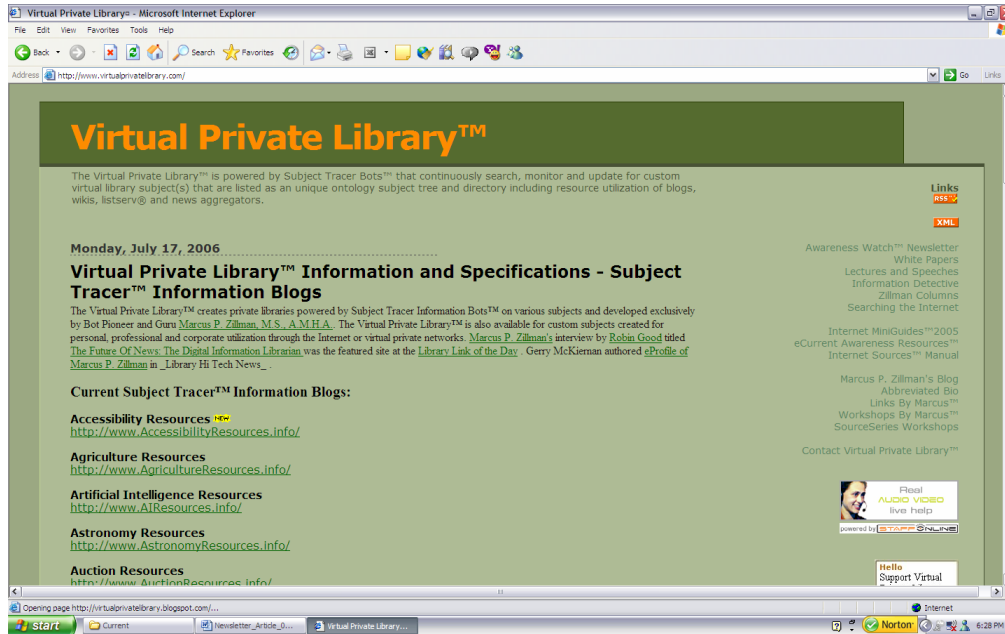 Virtual Private Library¤ - Microsoft Internet Explorer
File Edit View Favorites Tools Help
Back Search Favorites
Address http://www.virtualprivatelibrary.com/ Go Links
Virtual Private Library™
The Virtual Private Library™ is powered by Subject Tracer Bots™ that continuously search, monitor and update for custom
virtual library subject(s) that are listed as an unique ontology subject tree and directory including resource utilization of blogs,
wikis, listserv® and news aggregators.
Monday, July 17, 2006
Virtual Private Library™ Information and Specifications - Subject
Tracer™ Information Blogs
The Virtual Private Library™ creates private libraries powered by Subject Tracer Information Bots™ on various subjects and developed exclusively
by Bot Pioneer and Guru Marcus P. Zillman, M.S., A.M.H.A.. The Virtual Private Library™ is also available for custom subjects created for
personal, professional and corporate utilization through the Internet or virtual private networks. Marcus P. Zillman's interview by Robin Good titled
The Future Of News: The Digital Information Librarian was the featured site at the Library Link of the Day . Gerry McKiernan authored eProfile of
Marcus P. Zillman in _Library Hi Tech News_ .
Current Subject Tracer™ Information Blogs:
Accessibility Resources NEW
http://www.AccessibilityResources.info/
Agriculture Resources
http://www.AgricultureResources.info/
Artificial Intelligence Resources
http://www.AIResources.info/
Astronomy Resources
http://www.AstronomyResources.info/
Auction Resources
http://www.AuctionResources.info/
Links
RSS
XML
Awareness Watch™ Newsletter
White Papers
Lectures and Speeches
Information Detective
Zillman Columns
Searching the Internet
Internet MiniGuides™2005
eCurrent Awareness Resources™
Internet Sources™ Manual
Marcus P. Zillman's Blog
Abbreviated Bio
Links By Marcus™
Workshops By Marcus™
SourceSeries Workshops
Contact Virtual Private Library™
Real
AUDIO VIDEO
live help
powered by STAFF ONLINE
Hello
Support Virtual
Opening page http://virtualprivatelibrary.blogspot.com/... Internet
start Current Newsletter_Article_0... Virtual Private Library... Norton 6:28 PM